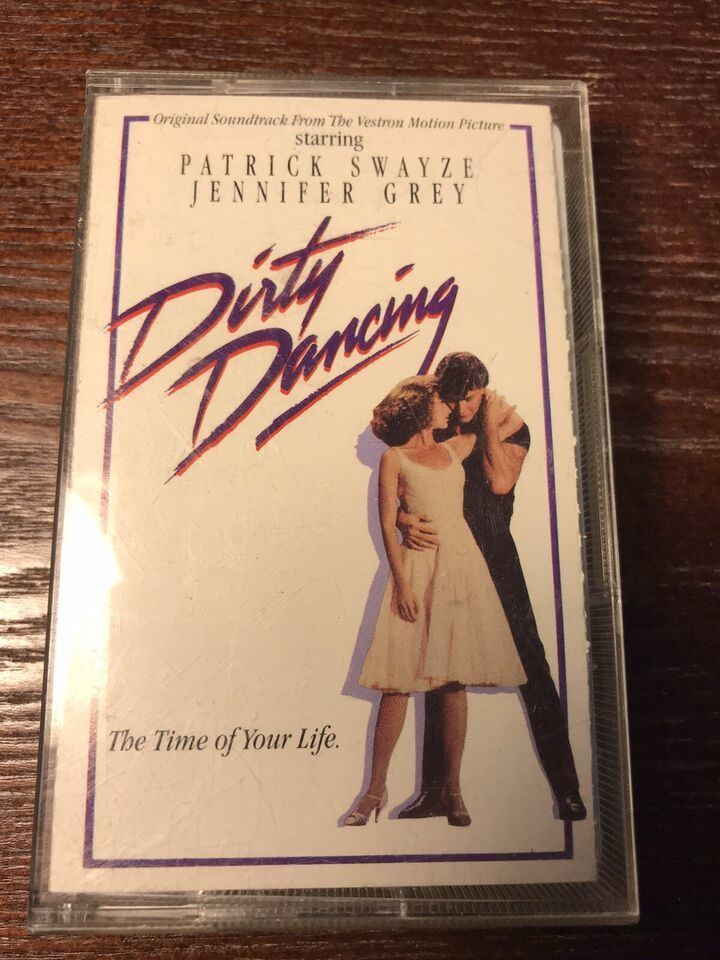 Original Soundtrack From The Vestron Motion Picture
starring
PATRICK SWAYZE
JENNIFER GREY
Dirty
Dancing
The Time of Your Life.